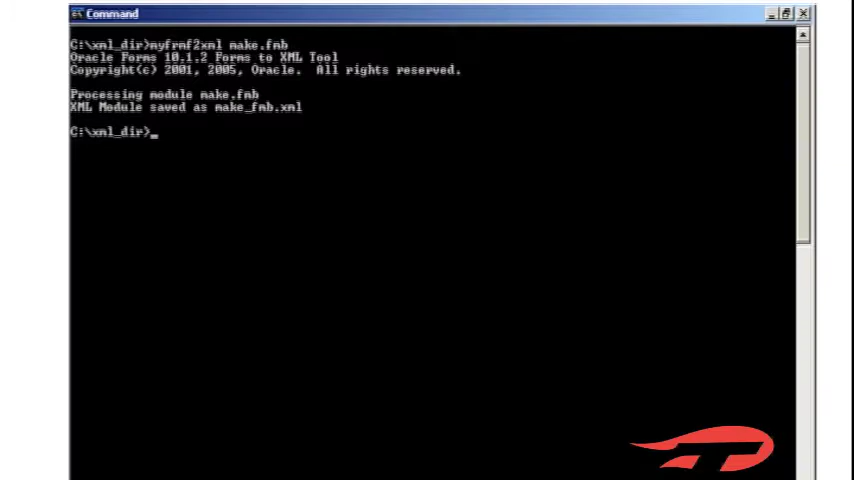 Command
C:\xml_dir>myfrmf2xml make.fmb
Oracle Forms 10.1.2 Forms to XML Tool
Copyright(c) 2001, 2005, Oracle.  All rights reserved.
Processing module make.fmb
XML Module saved as make_fmb.xml
C:\xml_dir>_